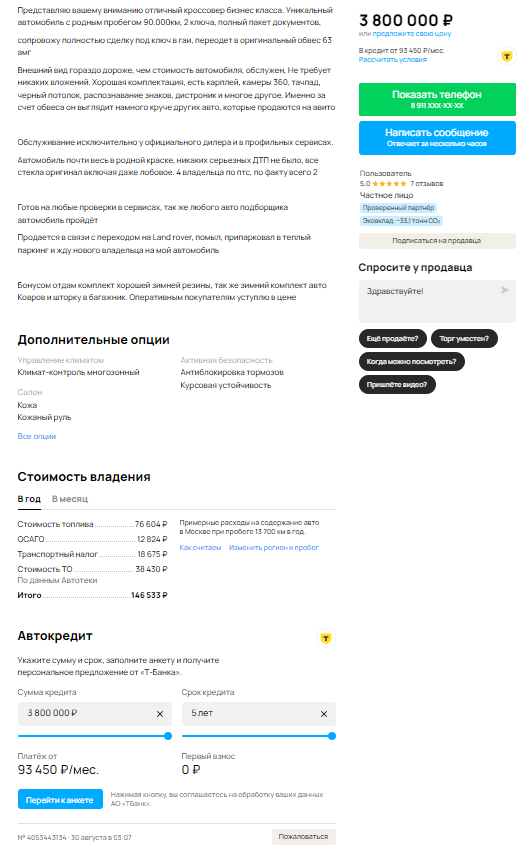 Представляю вашему вниманию отличный кроссовер бизнес класса. Уникальный
автомобиль с родным пробегом 90.000км, 2 ключа, полный пакет документов,
сопровожу полностью сделку под ключ в гаи, переодет в оригинальный обвес 63
амг
Внешний вид гораздо дороже, чем стоимость автомобиля, обслужен, Не требует
никаких вложений. Хорошая комплектация, есть карплей, камеры 360, тачпад,
черный потолок, распознавание знаков, дистроник и многое другое. Именно за
счет обвеса он выглядит намного круче других авто, которые продаются на авито
Обслуживание исключительно у официального дилера и в профильных сервисах.
Автомобиль почти весь в родной краске, никаких серьезных ДТП не было, все
стекла оригинал включая даже лобовое. 4 владельца по птс, по факту всего 2
Готов на любые проверки в сервисах, так же любого авто подборщика
автомобиль пройдёт
Продается в связи с переходом на Land rover, помыл, припарковал в теплый
паркинг и жду нового владельца на мой автомобиль
Бонусом отдам комплект хорошей зимней резины, так же зимний комплект авто
Ковров и шторку в багажник. Оперативным покупателям уступлю в цене
Дополнительные опции
Управление климатом
Климат-контроль многозонный
Салон
Кожа
Кожаный руль
Активная безопасность
Антиблокировка тормозов
Курсовая устойчивость
Все опции
Стоимость владения
В год В месяц
Стоимость топлива 76 604 ₽
ОСАГО 12 824 ₽
Транспортный налог 18 675 ₽
Стоимость ТО 38 430 ₽
По данным Автотеки
Итого 146 533 ₽
Примерные расходы на содержание авто
в Москве при пробеге 13 700 км в год.
Как считаем Изменить регион и пробег
Автокредит
Укажите сумму и срок, заполните анкету и получите
персональное предложение от «Т-Банка».
Сумма кредита
3 800 000 ₽
Срок кредита
5 лет
Платёж от
93 450 ₽/мес.
Первый взнос
0 ₽
Перейти к анкете
Нажимая кнопку, вы соглашаетесь на обработку ваших данных
АО «ТБанк».
№ 4053443134 · 30 августа в 03:07
Пожаловаться
3 800 000 ₽
или предложите свою цену
В кредит от 93 450 ₽/мес.
Рассчитать условия
Показать телефон
8 911 XXX-XX-XX
Написать сообщение
Отвечает за несколько часов
Пользователь
5,0 7 отзывов
Частное лицо
Проверенный партнёр
Эковклад: −33,1 тонн CO₂
Подписаться на продавца
Спросите у продавца
Здравствуйте!
Ещё продаёте?
Торг уместен?
Когда можно посмотреть?
Пришлёте видео?